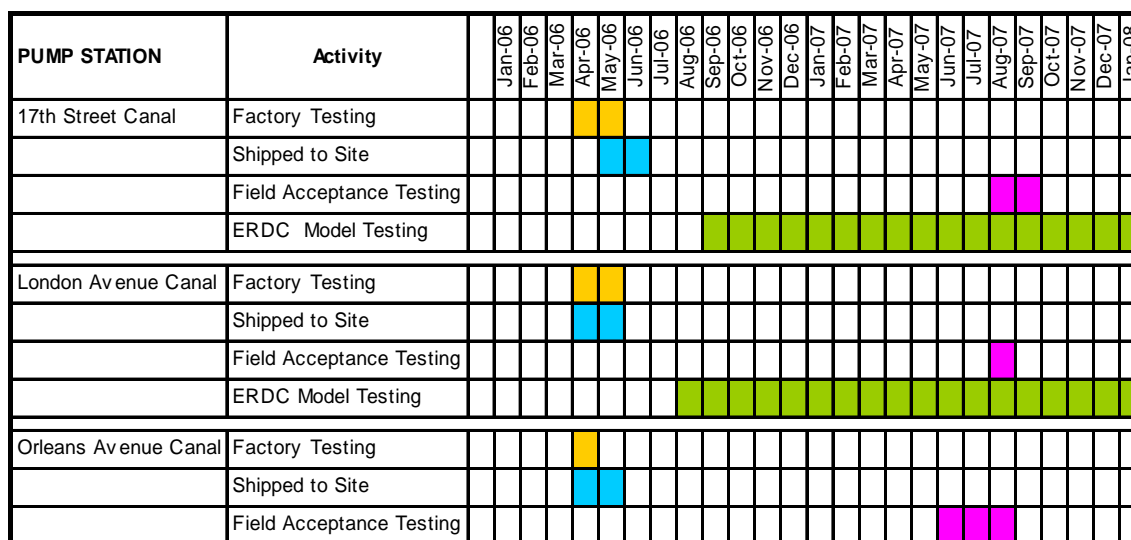 PUMP STATION Activity Jan-06 Feb-06 Mar-06 Apr-06 May-06 Jun-06 Jul-06 Aug-06 Sep-06 Oct-06 Nov-06 Dec-06 Jan-07 Feb-07 Mar-07 Apr-07 May-07 Jun-07 Jul-07 Aug-07 Sep-07 Oct-07 Nov-07 Dec-07 Jan-08
17th Street Canal Factory Testing
Shipped to Site
Field Acceptance Testing
ERDC Model Testing
London Avenue Canal Factory Testing
Shipped to Site
Field Acceptance Testing
ERDC Model Testing
Orleans Avenue Canal Factory Testing
Shipped to Site
Field Acceptance Testing